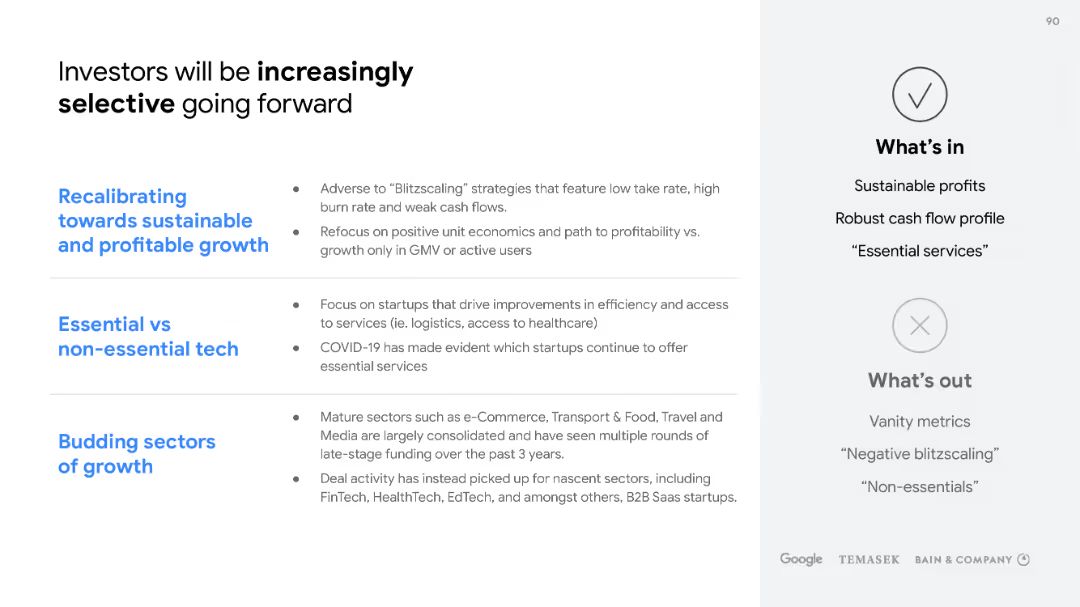 90
Investors will be increasingly
selective going forward
Recalibrating
towards sustainable
and profitable growth
● Adverse to “Blitzscaling” strategies that feature low take rate, high
burn rate and weak cash flows.
● Refocus on positive unit economics and path to profitability vs.
growth only in GMV or active users
Essential vs
non-essential tech
● Focus on startups that drive improvements in efficiency and access
to services (ie. logistics, access to healthcare)
● COVID-19 has made evident which startups continue to offer
essential services
Budding sectors
of growth
● Mature sectors such as e-Commerce, Transport & Food, Travel and
Media are largely consolidated and have seen multiple rounds of
late-stage funding over the past 3 years.
● Deal activity has instead picked up for nascent sectors, including
FinTech, HealthTech, EdTech, and amongst others, B2B Saas startups.
What’s in
Sustainable profits
Robust cash flow profile
“Essential services”
What’s out
Vanity metrics
“Negative blitzscaling”
“Non-essentials”
Google TEMASEK BAIN & COMPANY